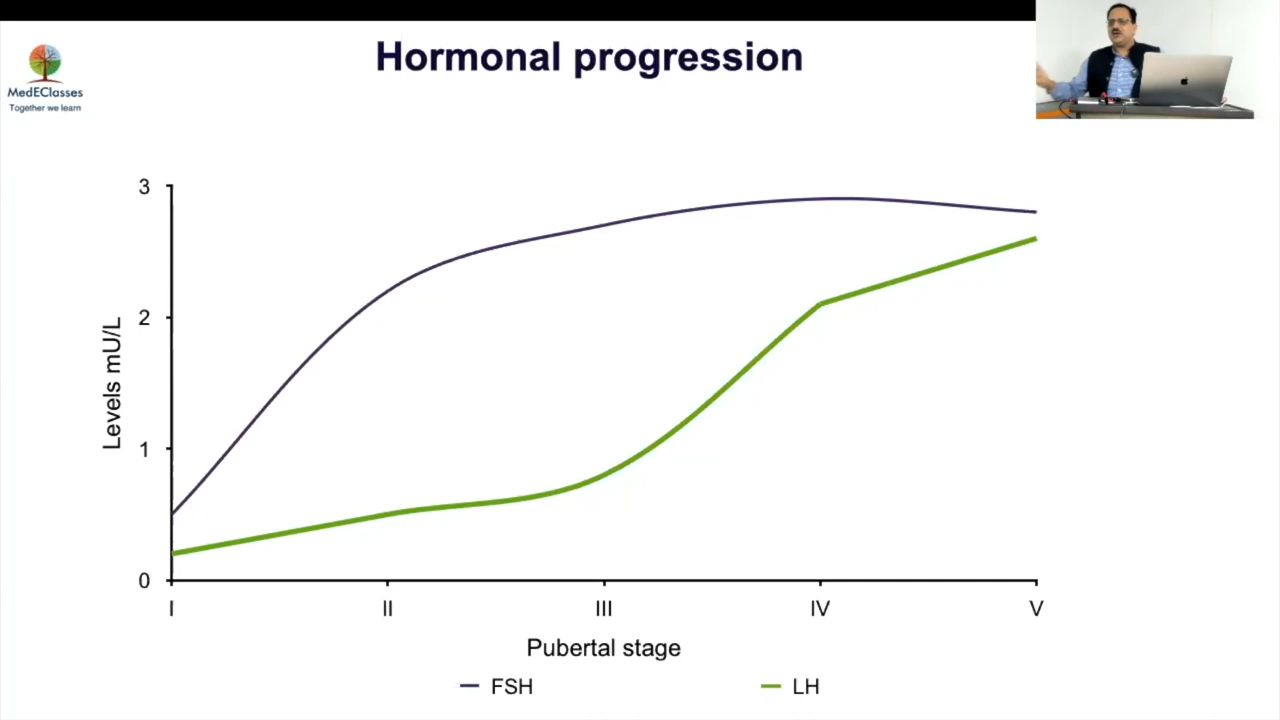 Hormonal progression
MedEClasses
Together we learn
3
2
1
0
Levels mU/L
I
II
III
IV
V
Pubertal stage
FSH
LH